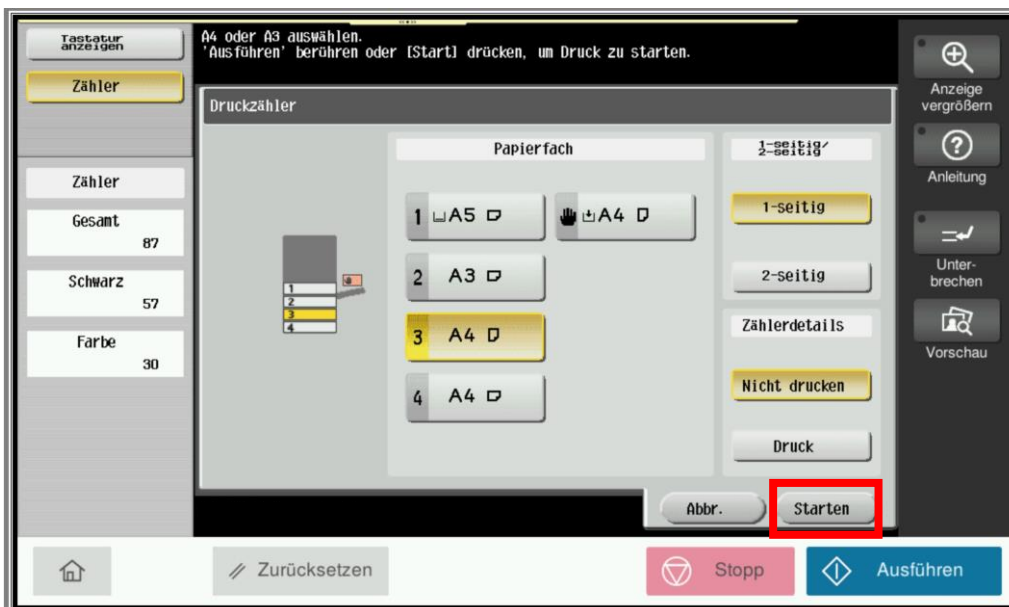 Tastatur
anzeigen
Zähler
Zähler
Gesamt
87
Schwarz
57
Farbe
30
A4 oder A3 auswählen.
'Ausführen' berühren oder [Start] drücken, um Druck zu starten.
Druckzähler
1
2
3
4
Papierfach
1 A5
A4
2 A3
3 A4
4 A4
1-seitig/
2-seitig
1-seitig
2-seitig
Zählerdetails
Nicht drucken
Druck
Abbr.
Starten
Anzeige
vergrößern
Anleitung
Unter-
brechen
Vorschau
Zurücksetzen
Stopp
Ausführen